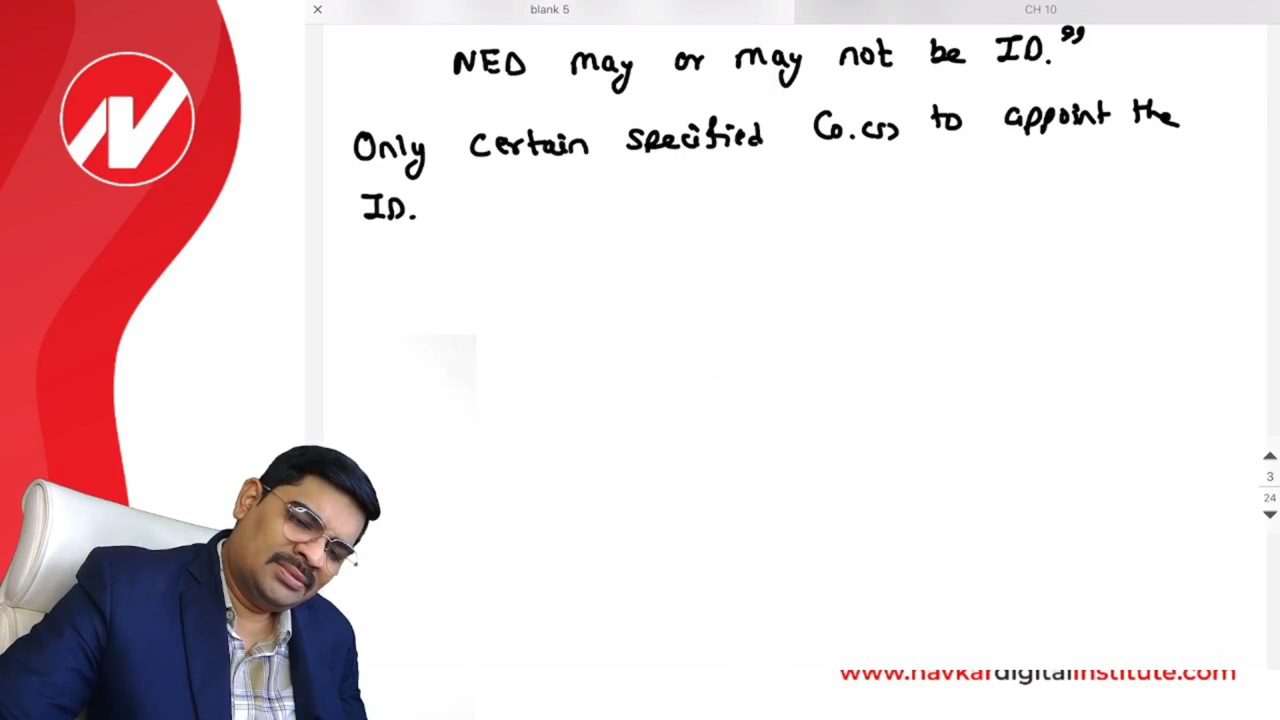 blank 5
CH 10
NED may or may not be ID.”
Only certain specified Co.(s) to appoint the
ID.
3
24
www.navkardigitalinstitute.com